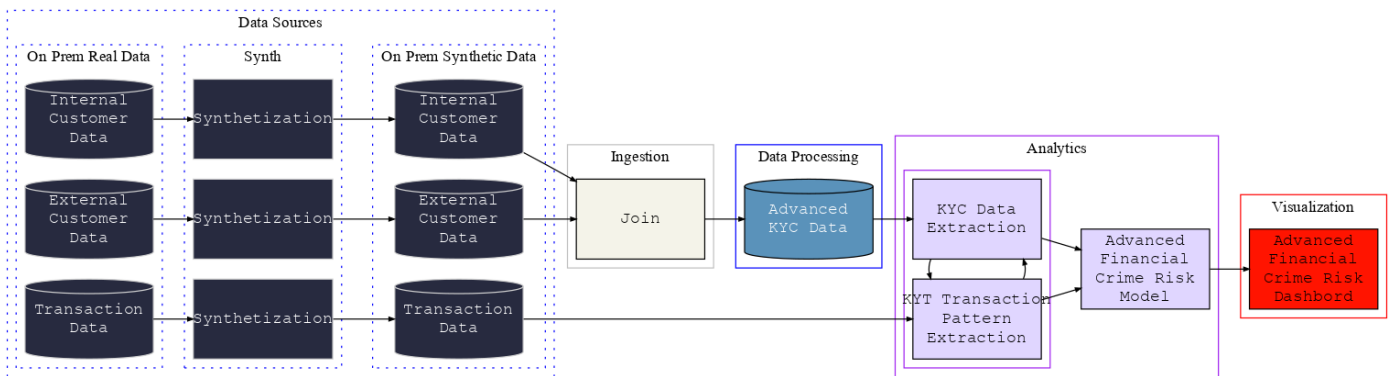 Data Sources
On Prem Real Data
Synth
On Prem Synthetic Data
Internal
Customer
Data
Synthetization
Internal
Customer
Data
External
Customer
Data
Synthetization
External
Customer
Data
Transaction
Data
Synthetization
Transaction
Data
Ingestion
Join
Data Processing
Advanced
KYC Data
Analytics
KYC Data
Extraction
KYT Transaction
Pattern
Extraction
Advanced
Financial
Crime Risk
Model
Visualization
Advanced
Financial
Crime Risk
Dashbord